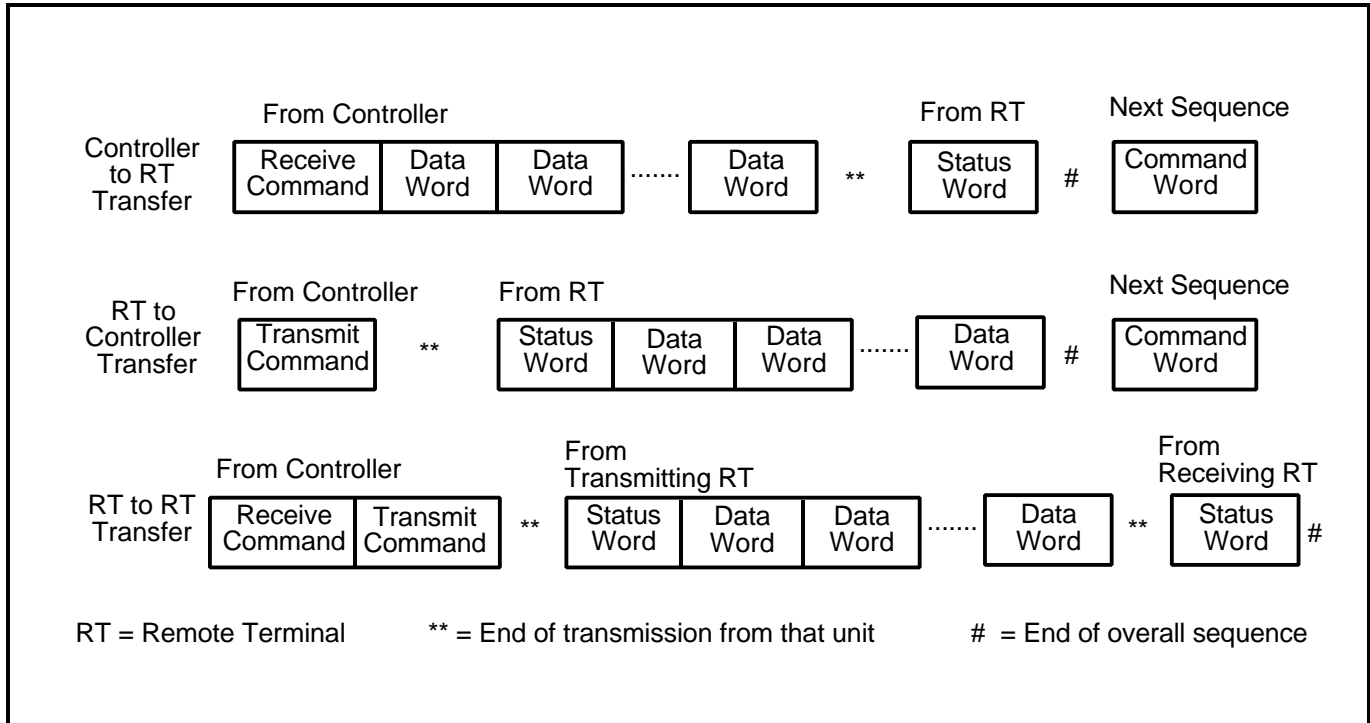 From Controller
From RT
Next Sequence
Controller
to RT
Transfer
Receive
Command
Data
Word
Data
Word
.......
Data
Word
**
Status
Word
#
Command
Word
From Controller
From RT
Next Sequence
RT to
Controller
Transfer
Transmit
Command
**
Status
Word
Data
Word
Data
Word
.......
Data
Word
#
Command
Word
From Controller
From
Transmitting RT
From
Receiving RT
RT to RT
Transfer
Receive
Command
Transmit
Command
**
Status
Word
Data
Word
Data
Word
.......
Data
Word
**
Status
Word
#
RT = Remote Terminal
** = End of transmission from that unit
# = End of overall sequence